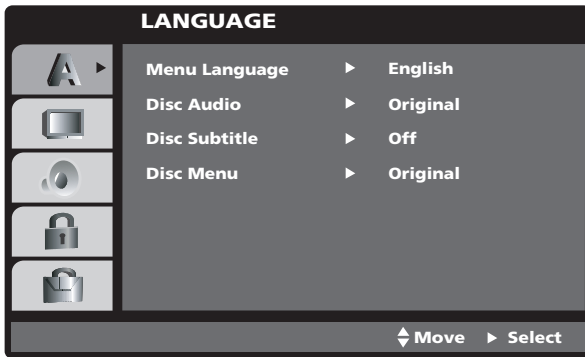 LANGUAGE
A
Menu Language ► English
Disc Audio ► Original
Disc Subtitle ► Off
Disc Menu ► Original
Move ► Select